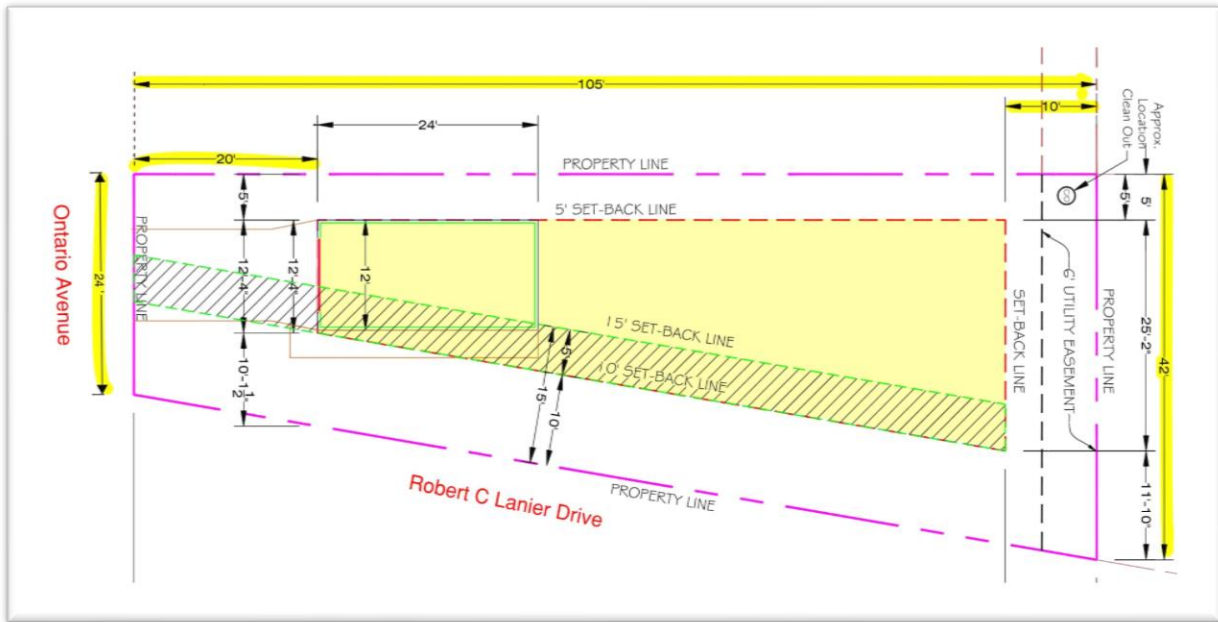 105'
10'
Approx.
Location
Clean Out
24'
20'
PROPERTY LINE
5'
5'
5'
CO
5' SET-BACK LINE
Ontario Avenue
24'
PROPERTY LINE
12'-4"
12'-4"
12'
15' SET-BACK LINE
10' SET-BACK LINE
5'
15'
10'
10'-1 1/2"
SET-BACK LINE
6' UTILITY EASEMENT
PROPERTY LINE
25'-2"
42'
11'-10"
Robert C Lanier Drive
PROPERTY LINE